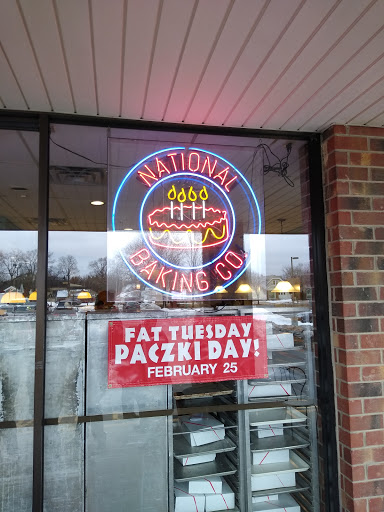 NATIONAL
BAKING CO.
FAT TUESDAY
PACZKI DAY!
FEBRUARY 25